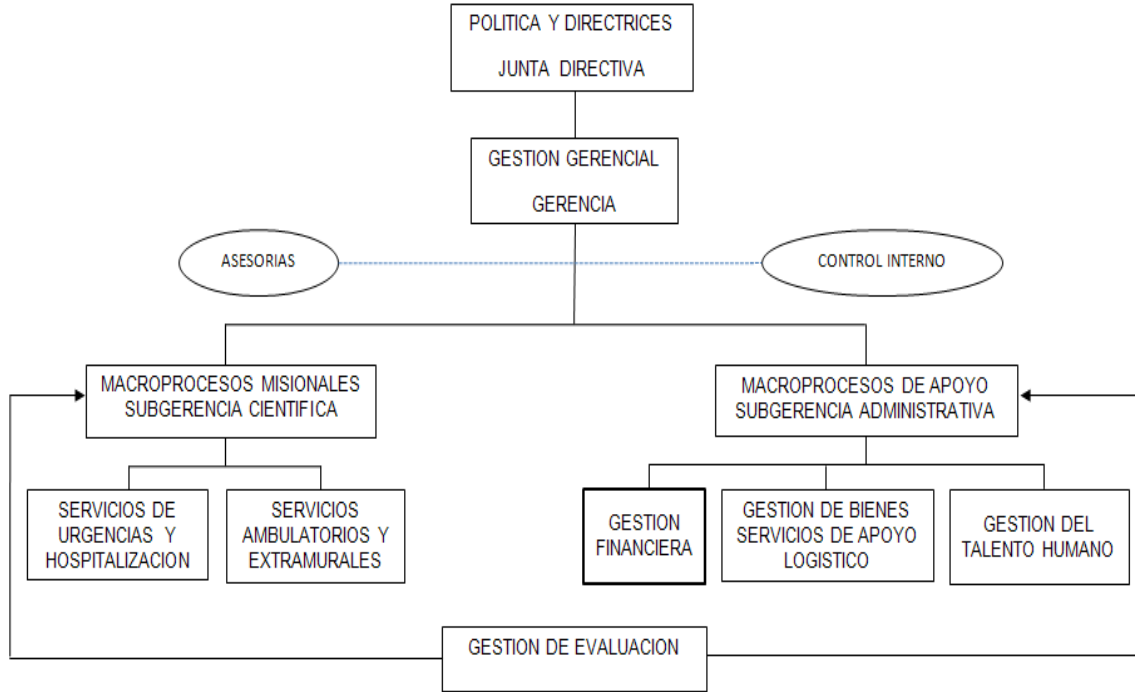 POLITICA Y DIRECTRICES
JUNTA DIRECTIVA
GESTION GERENCIAL
GERENCIA
ASESORIAS
CONTROL INTERNO
MACROPROCESOS MISIONALES
SUBGERENCIA CIENTIFICA
MACROPROCESOS DE APOYO
SUBGERENCIA ADMINISTRATIVA
SERVICIOS DE
URGENCIAS Y
HOSPITALIZACION
SERVICIOS
AMBULATORIOS Y
EXTRAMURALES
GESTION
FINANCIERA
GESTION DE BIENES
SERVICIOS DE APOYO
LOGISTICO
GESTION DEL
TALENTO HUMANO
GESTION DE EVALUACION